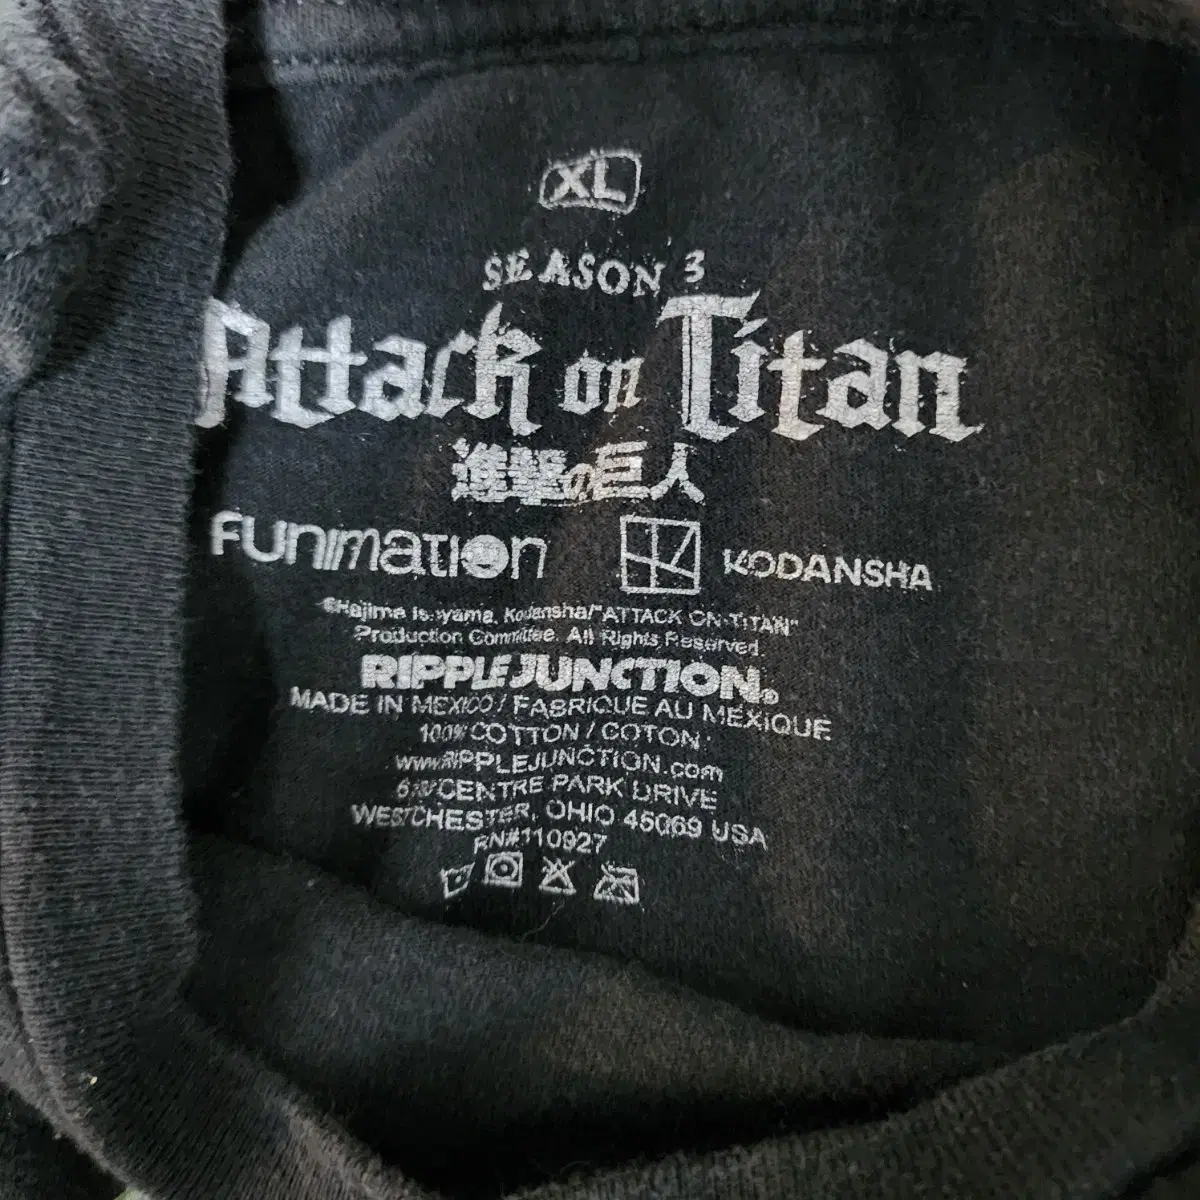 XL
SEASON 3
Attack on Titan
進撃の巨人
Funimation KODANSHA
©Hajime Isayama, Kodansha/"ATTACK ON TITAN"
Production Committee. All Rights Reserved.
RIPPLE JUNCTION®
MADE IN MEXICO / FABRIQUE AU MEXIQUE
100% COTTON / COTON
www.RIPPLEJUNCTION.com
CENTRE PARK DRIVE
WESTCHESTER, OHIO 45069 USA
RN#110927